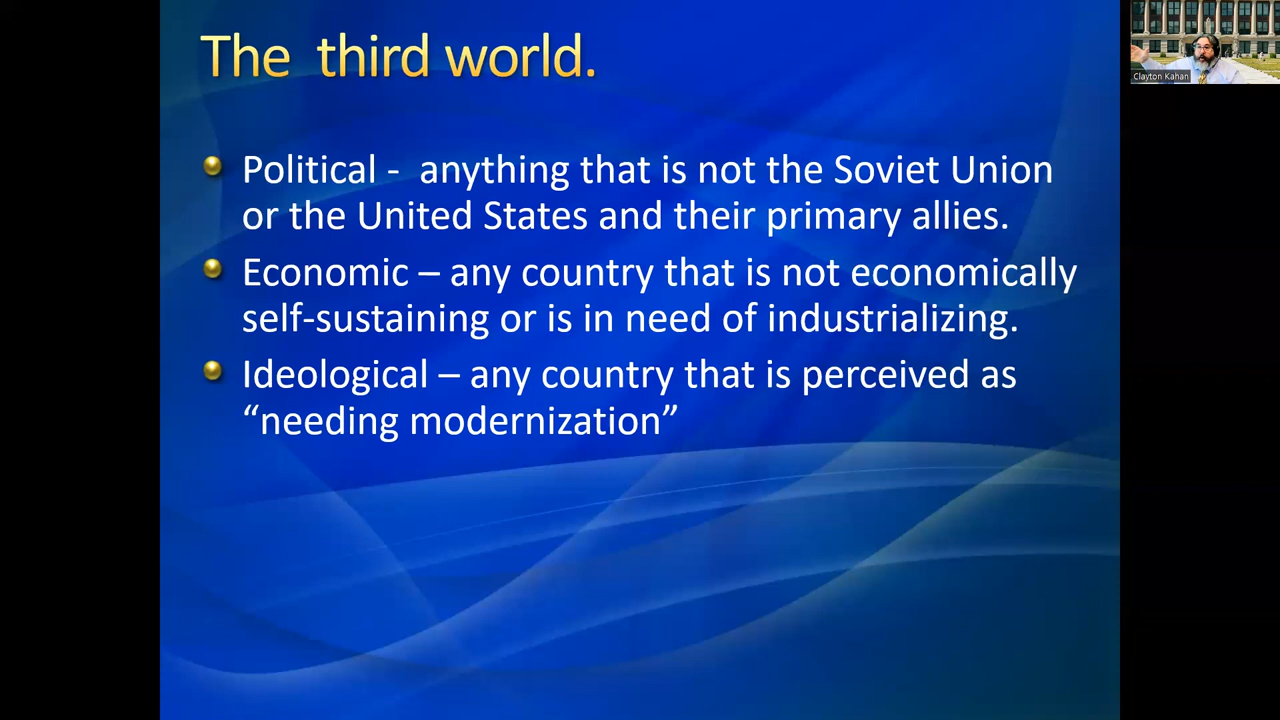 The  third world.
Political -  anything that is not the Soviet Union
or the United States and their primary allies.
Economic – any country that is not economically
self-sustaining or is in need of industrializing.
Ideological – any country that is perceived as
“needing modernization”
Clayton Kahan